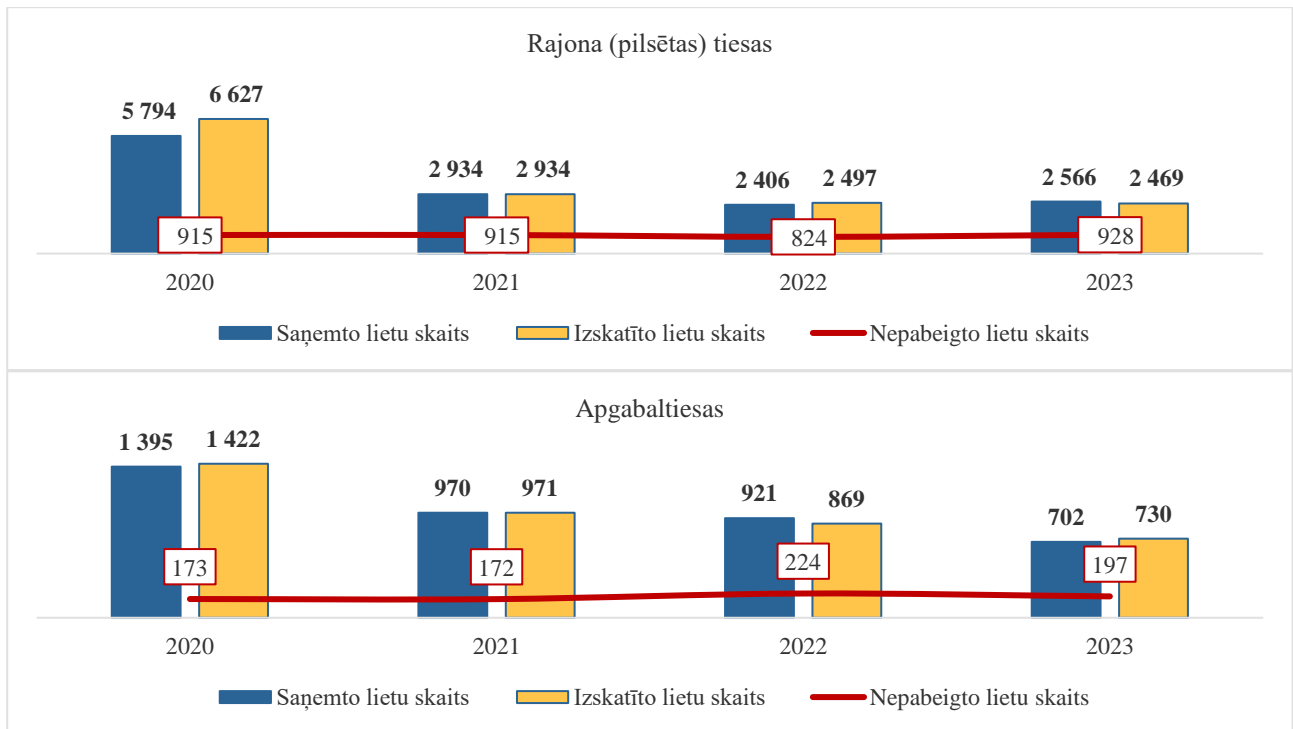 Rajona (pilsētas) tiesas
5 794 6 627 2 934 2 934 2 406 2 497 2 566 2 469
915 915 824 928
2020 2021 2022 2023
Saņemto lietu skaits Izskatīto lietu skaits Nepabeigto lietu skaits
Apgabaltiesas
1 395 1 422 970 971 921 869 702 730
173 172 224 197
2020 2021 2022 2023
Saņemto lietu skaits Izskatīto lietu skaits Nepabeigto lietu skaits